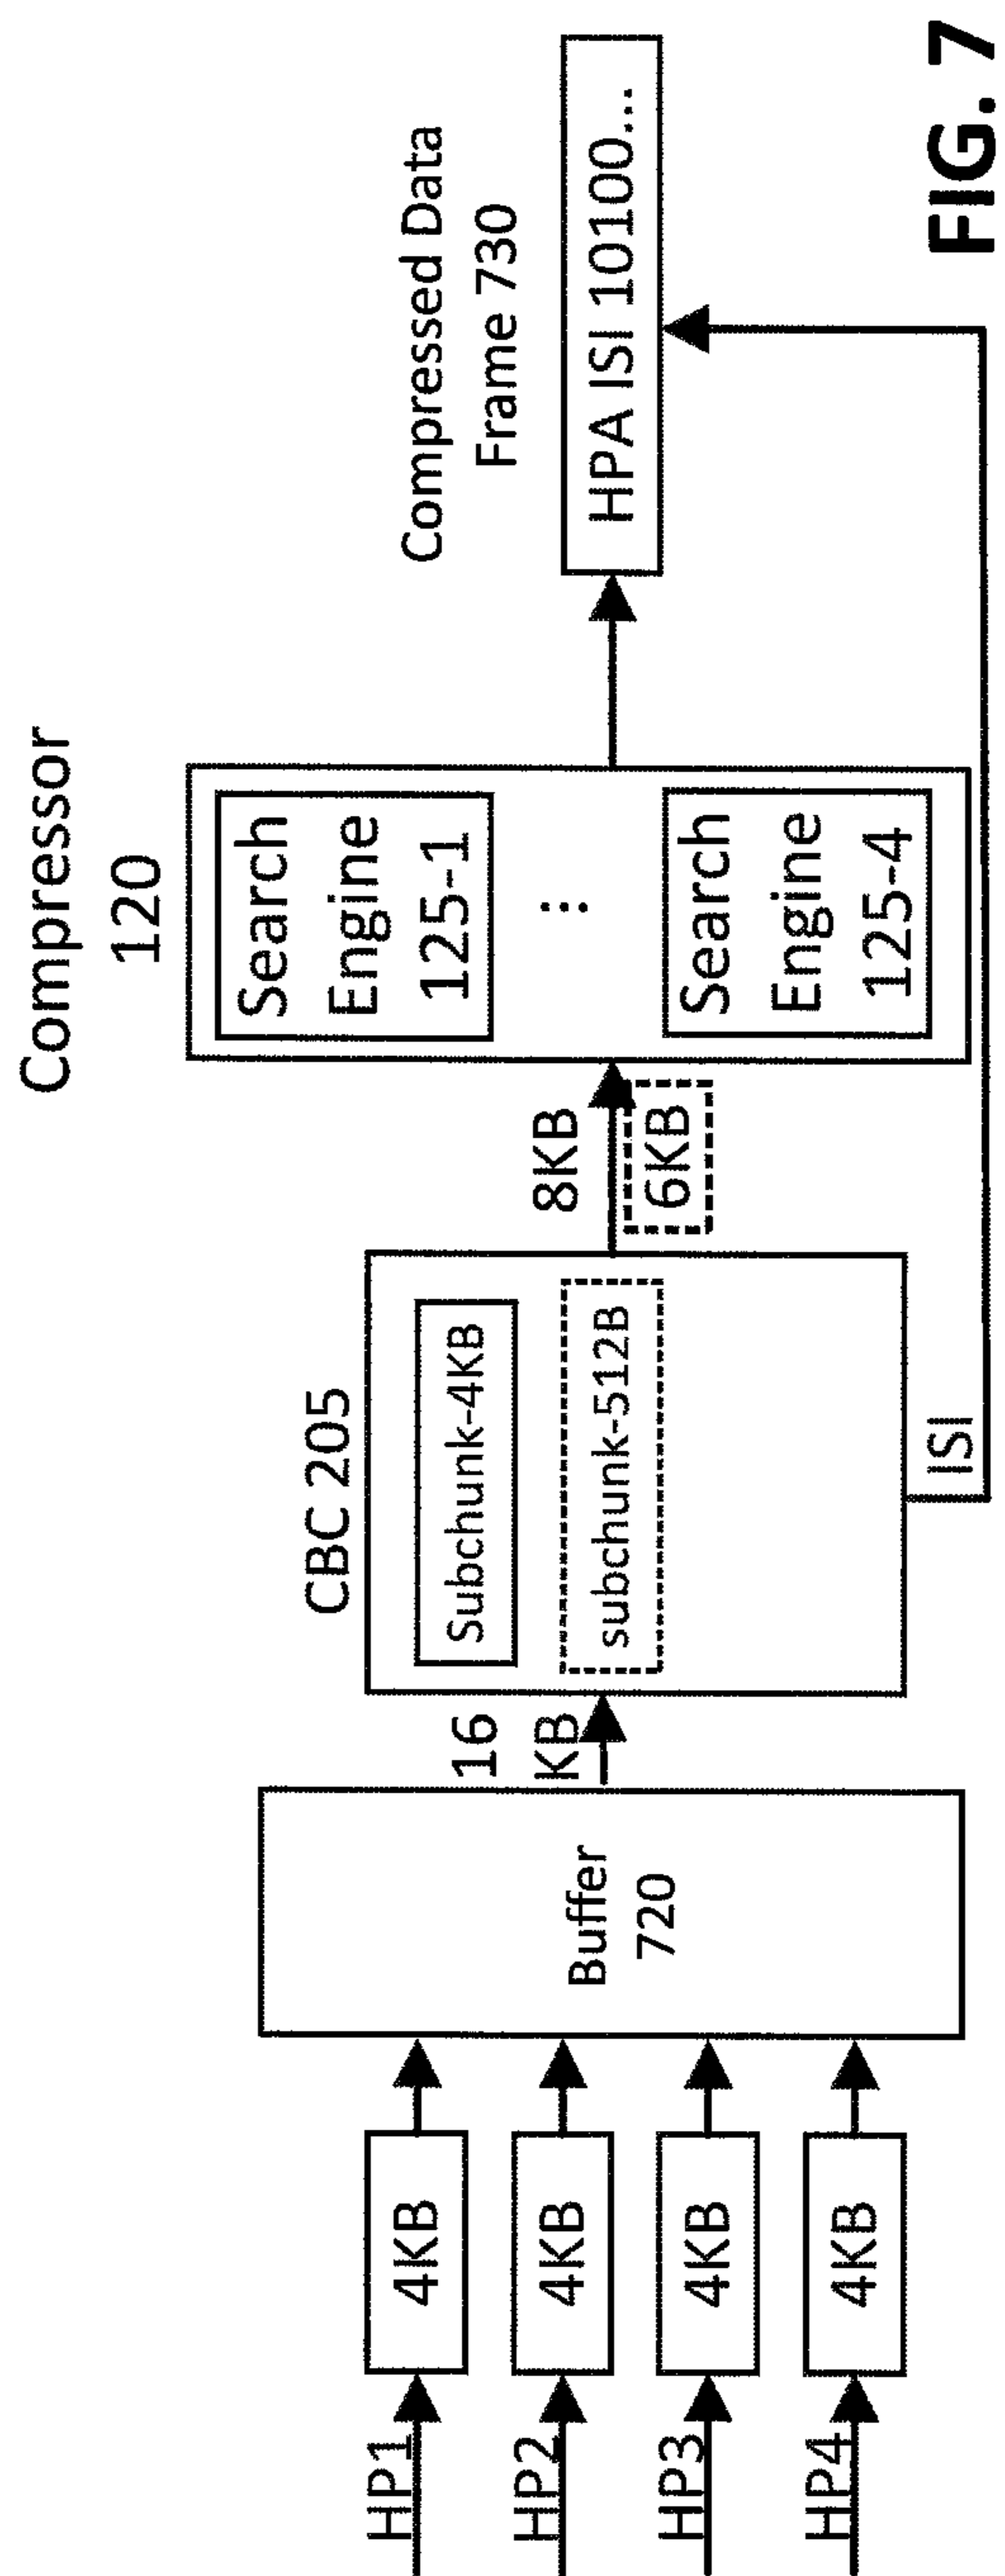 HP1
HP2
HP3
HP4
4KB
4KB
4KB
4KB
Buffer
720
16
KB
CBC 205
Subchunk-4KB
subchunk-512B
ISI
8KB
6KB
Compressor
120
Search
Engine
125-1
:
Search
Engine
125-4
Compressed Data
Frame 730
HPA ISI 10100...
FIG. 7